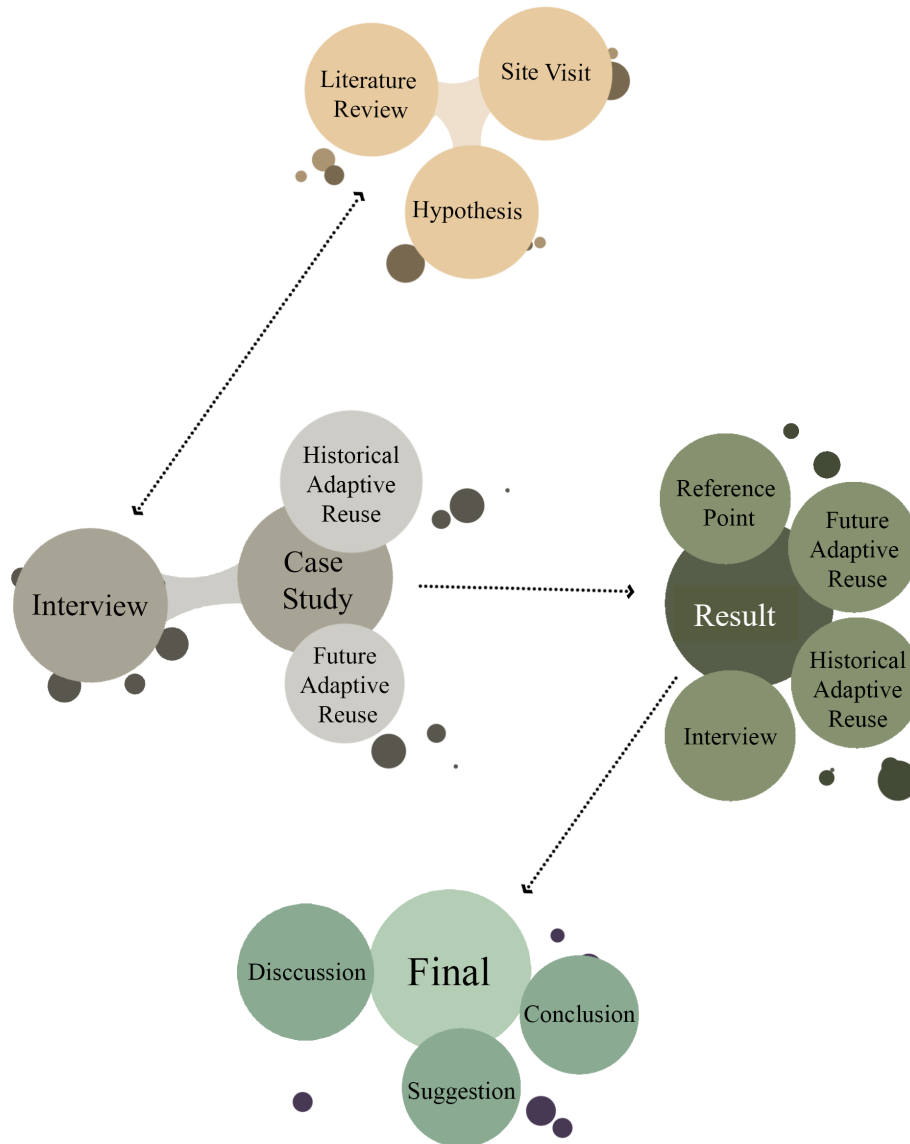 Literature
Review
Site Visit
Hypothesis
Historical
Adaptive
Reuse
Case
Study
Interview
Future
Adaptive
Reuse
Reference
Point
Future
Adaptive
Reuse
Result
Historical
Adaptive
Reuse
Interview
Disccussion
Final
Conclusion
Suggestion